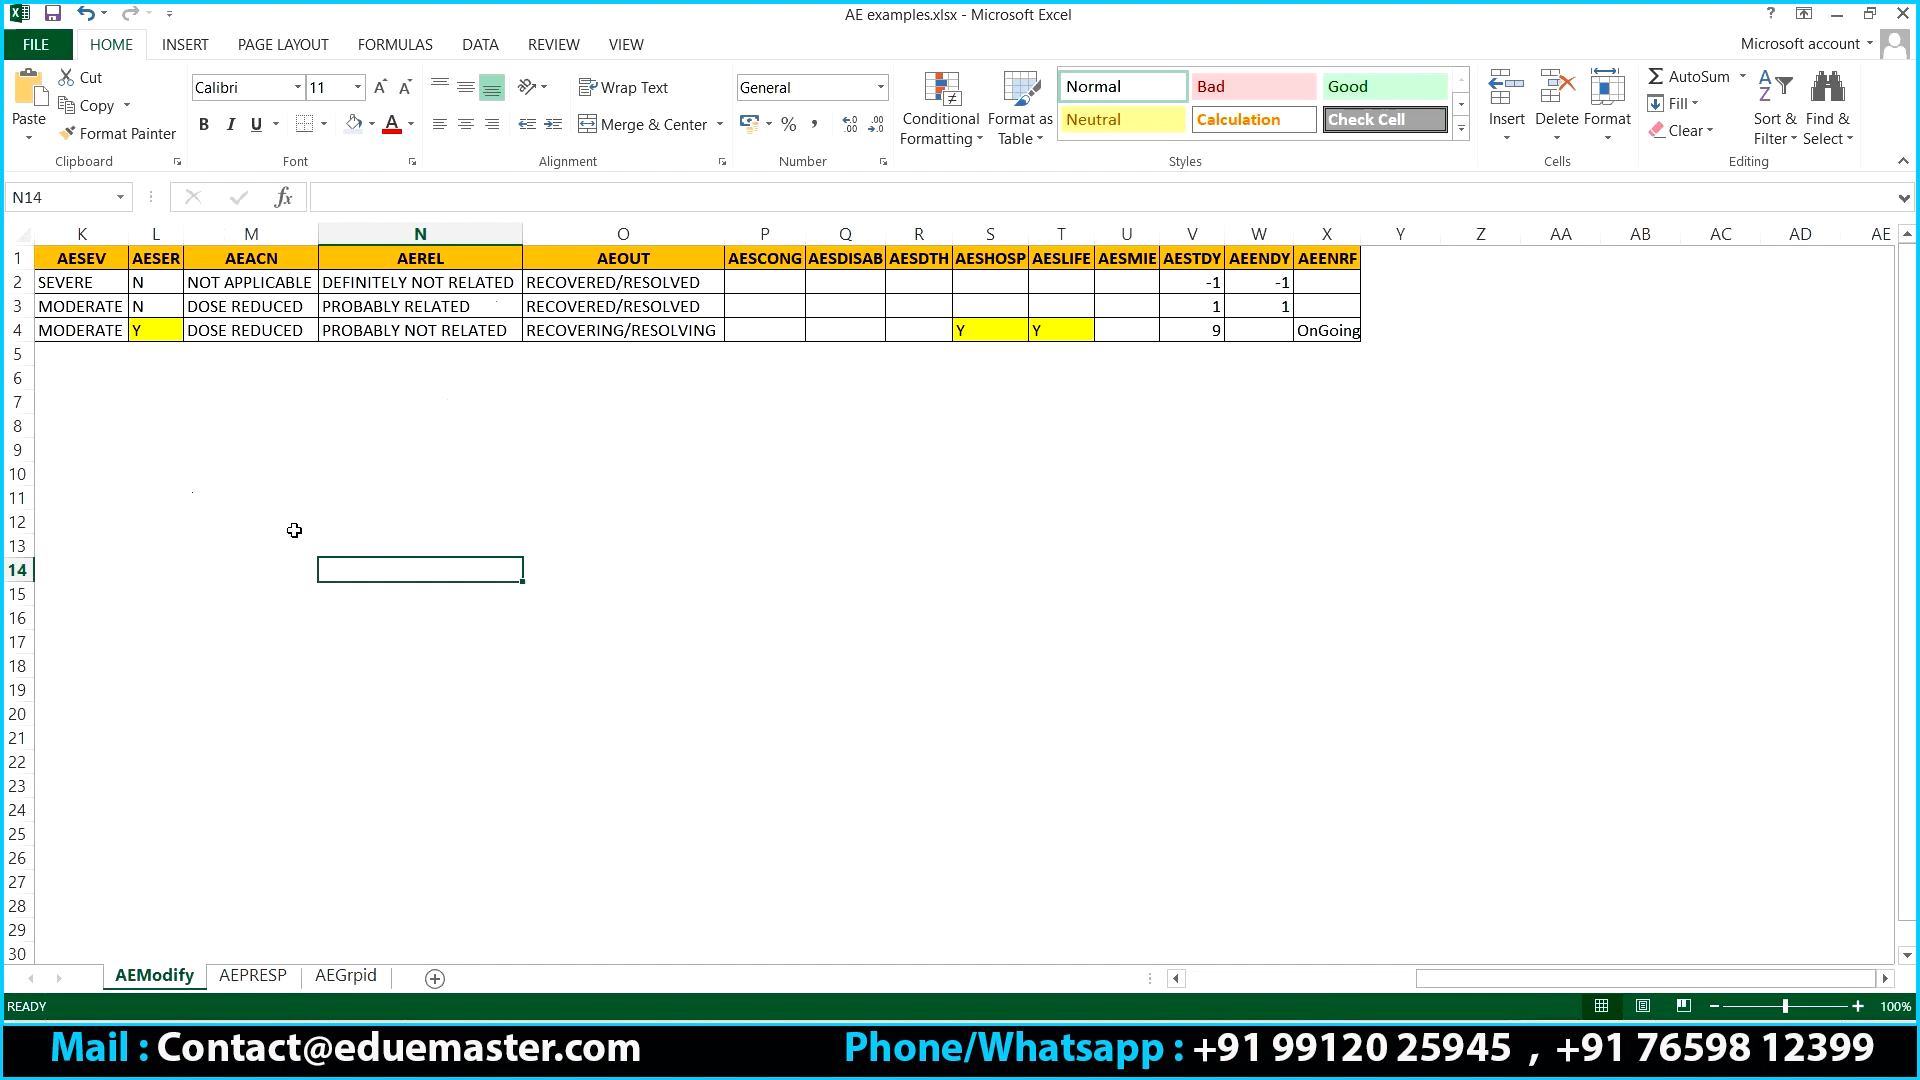 AE examples.xlsx - Microsoft Excel
FILE HOME INSERT PAGE LAYOUT FORMULAS DATA REVIEW VIEW Microsoft account
Paste Cut Copy Format Painter Clipboard
Calibri 11 B I U A Font
Wrap Text Merge & Center Alignment
General % , Number
Conditional Formatting Format as Table
Normal Bad Good
Neutral Calculation Check Cell
Styles
Insert Delete Format Cells
AutoSum Fill Clear Sort & Filter Find & Select Editing
N14 fx
K L M N O P Q R S T U V W X Y Z AA AB AC AD AE
1 AESEV AESER AEACN AEREL AEOUT AESCONG AESDISAB AESDTH AESHOSP AESLIFE AESMIE AESTDY AEENDY AEENRF
2 SEVERE N NOT APPLICABLE DEFINITELY NOT RELATED RECOVERED/RESOLVED -1 -1
3 MODERATE N DOSE REDUCED PROBABLY RELATED RECOVERED/RESOLVED 1 1
4 MODERATE Y DOSE REDUCED PROBABLY NOT RELATED RECOVERING/RESOLVING Y Y 9 OnGoing
5
6
7
8
9
10
11
12
13
14
15
16
17
18
19
20
21
22
23
24
25
26
27
28
29
30
AEModify AEPRESP AEGrpid
READY 100%
Mail : Contact@eduemaster.com Phone/Whatsapp : +91 99120 25945 , +91 76598 12399